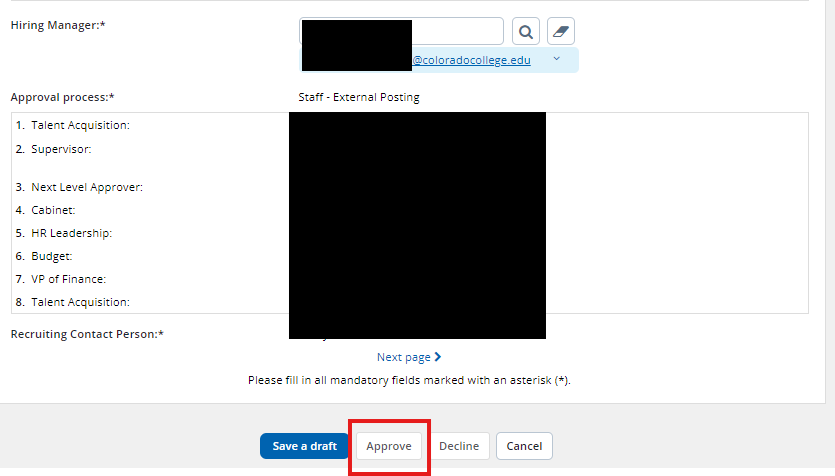 Hiring Manager:*
@coloradocollege.edu
Approval process:* Staff - External Posting
1. Talent Acquisition:
2. Supervisor:
3. Next Level Approver:
4. Cabinet:
5. HR Leadership:
6. Budget:
7. VP of Finance:
8. Talent Acquisition:
Recruiting Contact Person:*
Next page
Please fill in all mandatory fields marked with an asterisk (*).
Save a draft Approve Decline Cancel